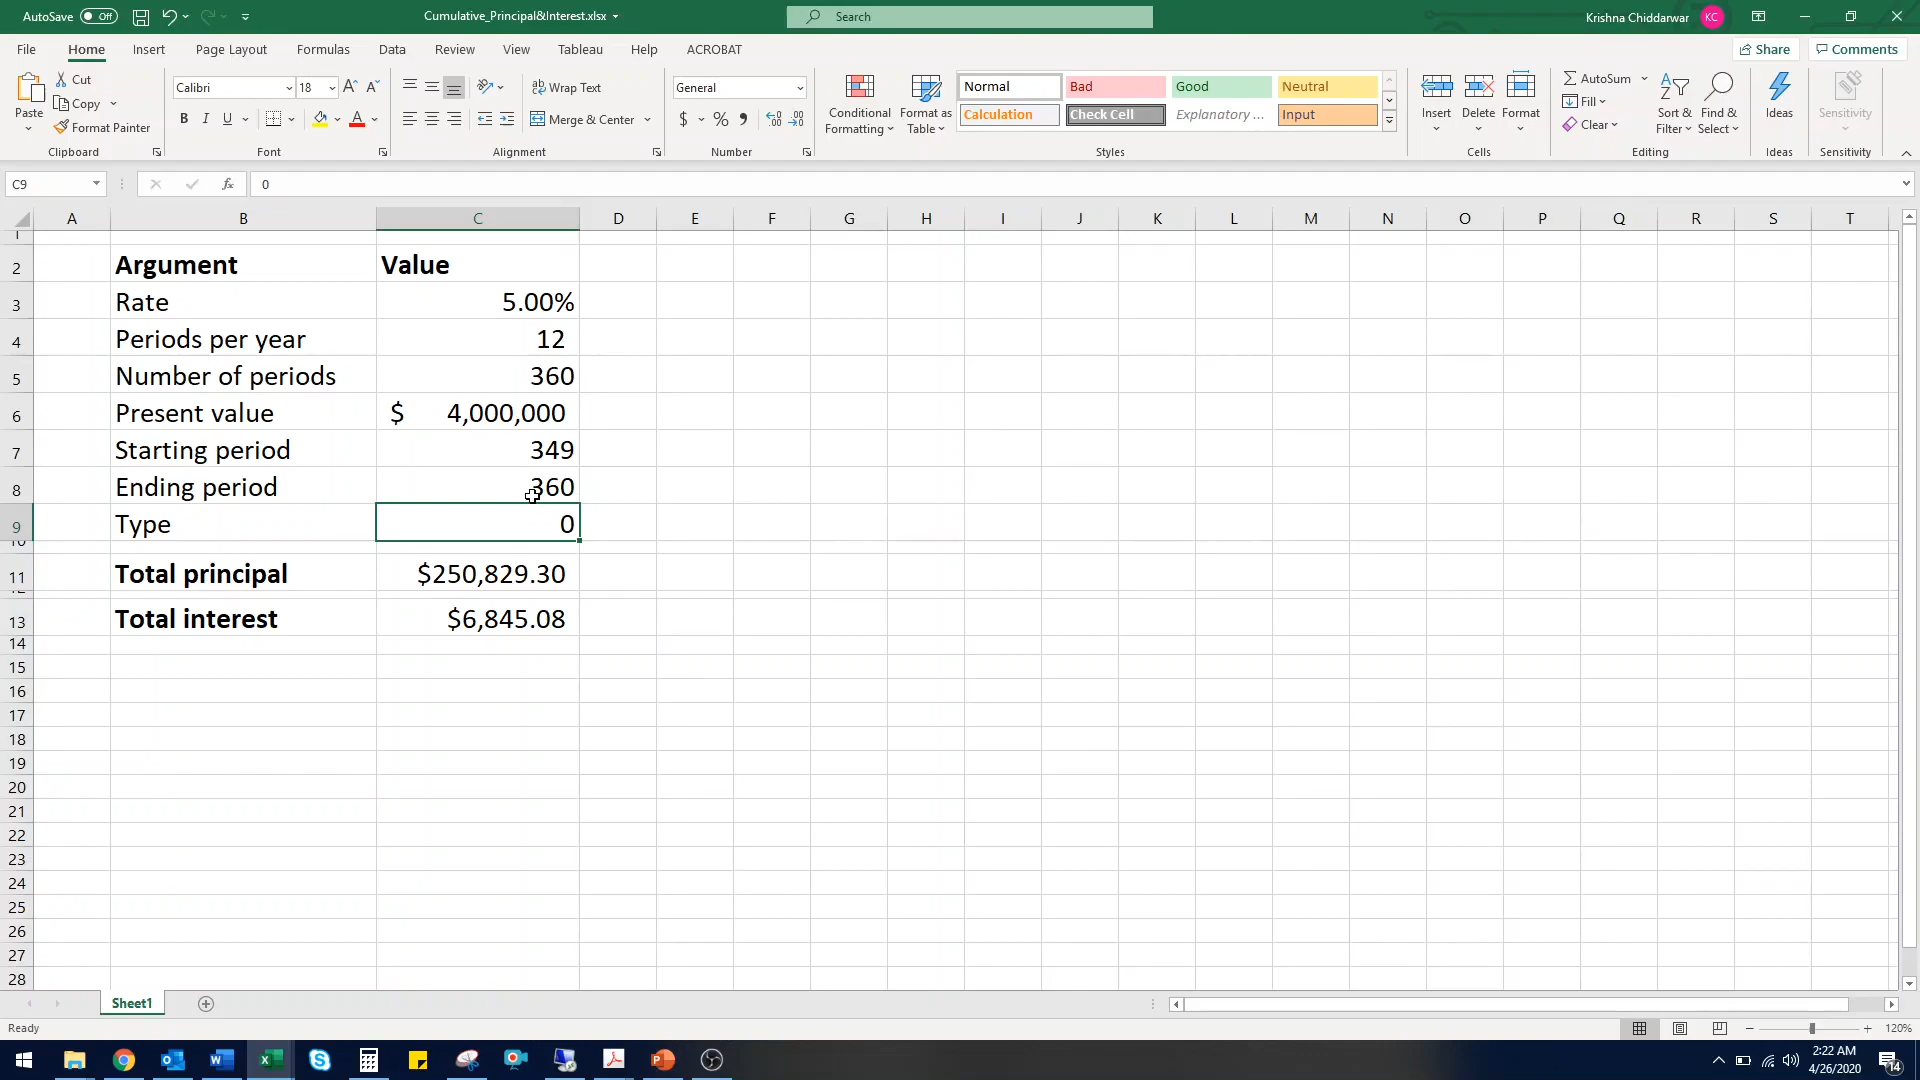 AutoSave Off Cumulative_Principal&Interest.xlsx Search Krishna Chiddarwar KC
File Home Insert Page Layout Formulas Data Review View Tableau Help ACROBAT Share Comments
Paste Cut Copy Format Painter Clipboard
Calibri 18 B I U A Font
Wrap Text Merge & Center Alignment
General $ % Number
Conditional Formatting Format as Table
Normal Bad Good Neutral
Calculation Check Cell Explanatory ... Input
Styles
Insert Delete Format Cells
AutoSum Fill Clear Sort & Filter Find & Select Editing
Ideas Ideas
Sensitivity Sensitivity
C9 fx 0
A B C D E F G H I J K L M N O P Q R S T
1
2 Argument Value
3 Rate 5.00%
4 Periods per year 12
5 Number of periods 360
6 Present value $ 4,000,000
7 Starting period 349
8 Ending period 360
9 Type 0
10
11 Total principal $250,829.30
12
13 Total interest $6,845.08
14
15
16
17
18
19
20
21
22
23
24
25
26
27
28
Sheet1
Ready 120%
2:22 AM
4/26/2020
14